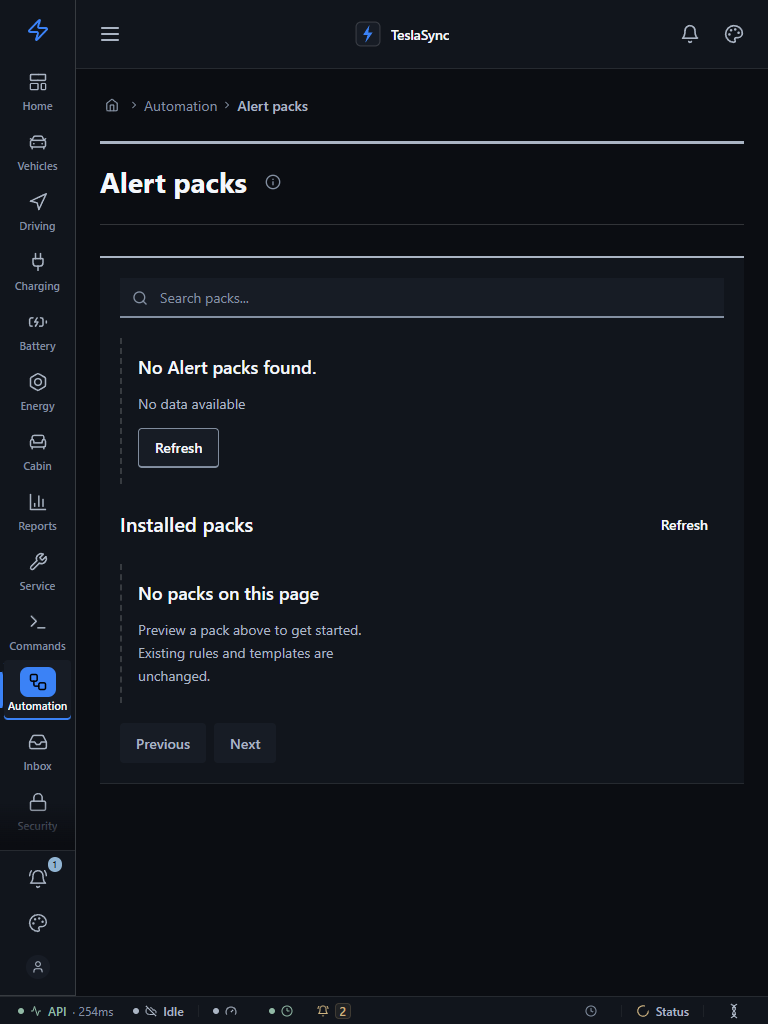 TeslaSync
Home
Vehicles
Driving
Charging
Battery
Energy
Cabin
Reports
Service
Commands
Automation
Inbox
Security
1
Automation
Alert packs
Alert packs
Search packs...
No Alert packs found.
No data available
Refresh
Installed packs
Refresh
No packs on this page
Preview a pack above to get started.
Existing rules and templates are
unchanged.
Previous
Next
API · 254ms
Idle
2
Status